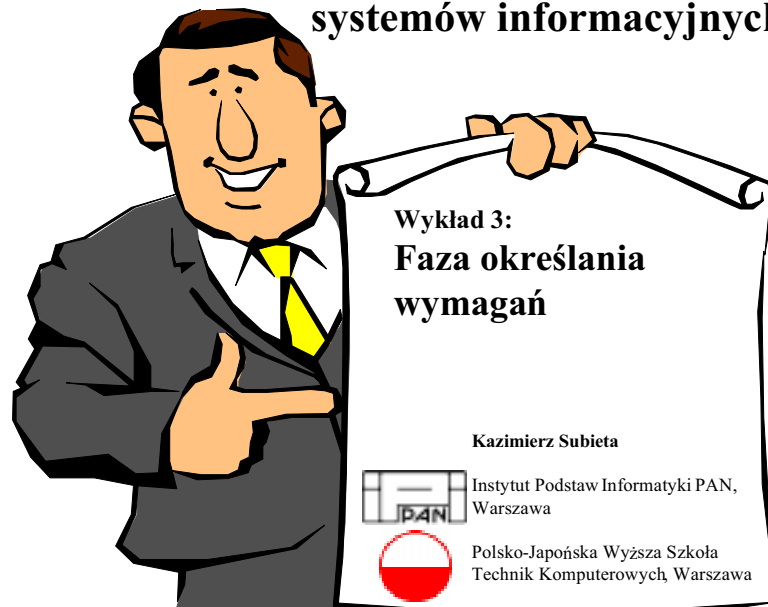 systemów informacyjnych
Wykład 3:
Faza określania
wymagań
Kazimierz Subieta
Instytut Podstaw Informatyki PAN,
Warszawa
PAN
Polsko-Japońska Wyższa Szkoła
Technik Komputerowych, Warszawa